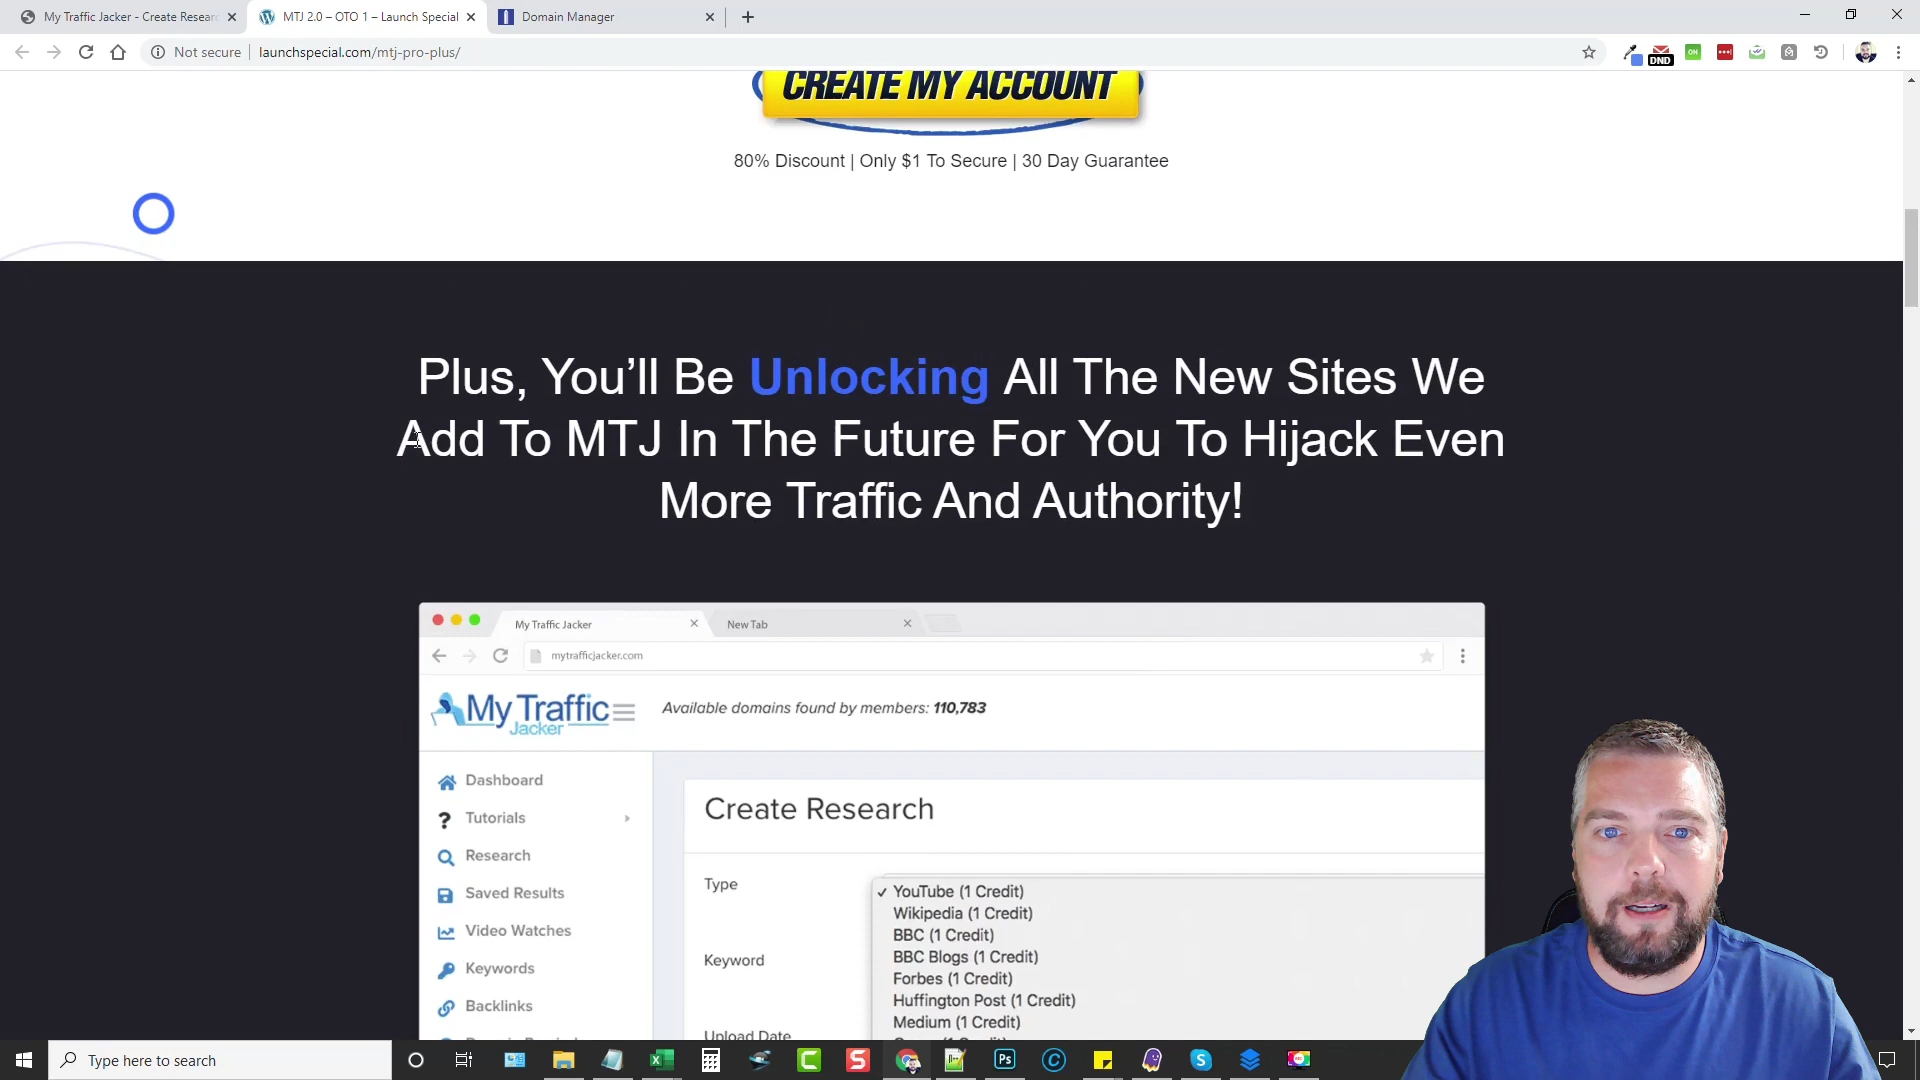 My Traffic Jacker - Create Resear
MTJ 2.0 – OTO 1 – Launch Special
Domain Manager
Not secure
launchspecial.com/mtj-pro-plus/
DND
ON
CREATE MY ACCOUNT
80% Discount | Only $1 To Secure | 30 Day Guarantee
Plus, You’ll Be Unlocking All The New Sites We
Add To MTJ In The Future For You To Hijack Even
More Traffic And Authority!
My Traffic Jacker
New Tab
mytrafficjacker.com
My Traffic
Jacker
Available domains found by members: 110,783
Dashboard
Tutorials
Research
Saved Results
Video Watches
Keywords
Backlinks
Create Research
Type
✓ YouTube (1 Credit)
Wikipedia (1 Credit)
BBC (1 Credit)
BBC Blogs (1 Credit)
Keyword
Forbes (1 Credit)
Huffington Post (1 Credit)
Medium (1 Credit)
Upload Date
Type here to search
Ps